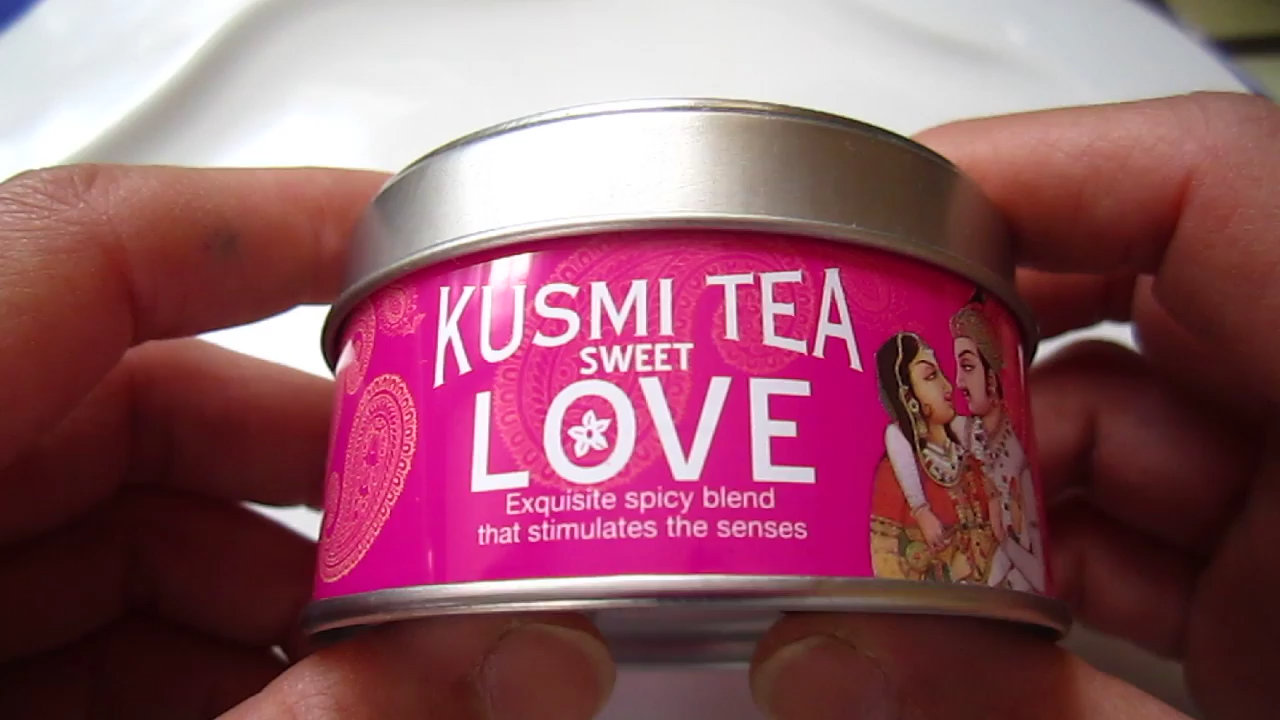 KUSMI TEA
SWEET
LOVE
Exquisite spicy blend
that stimulates the senses